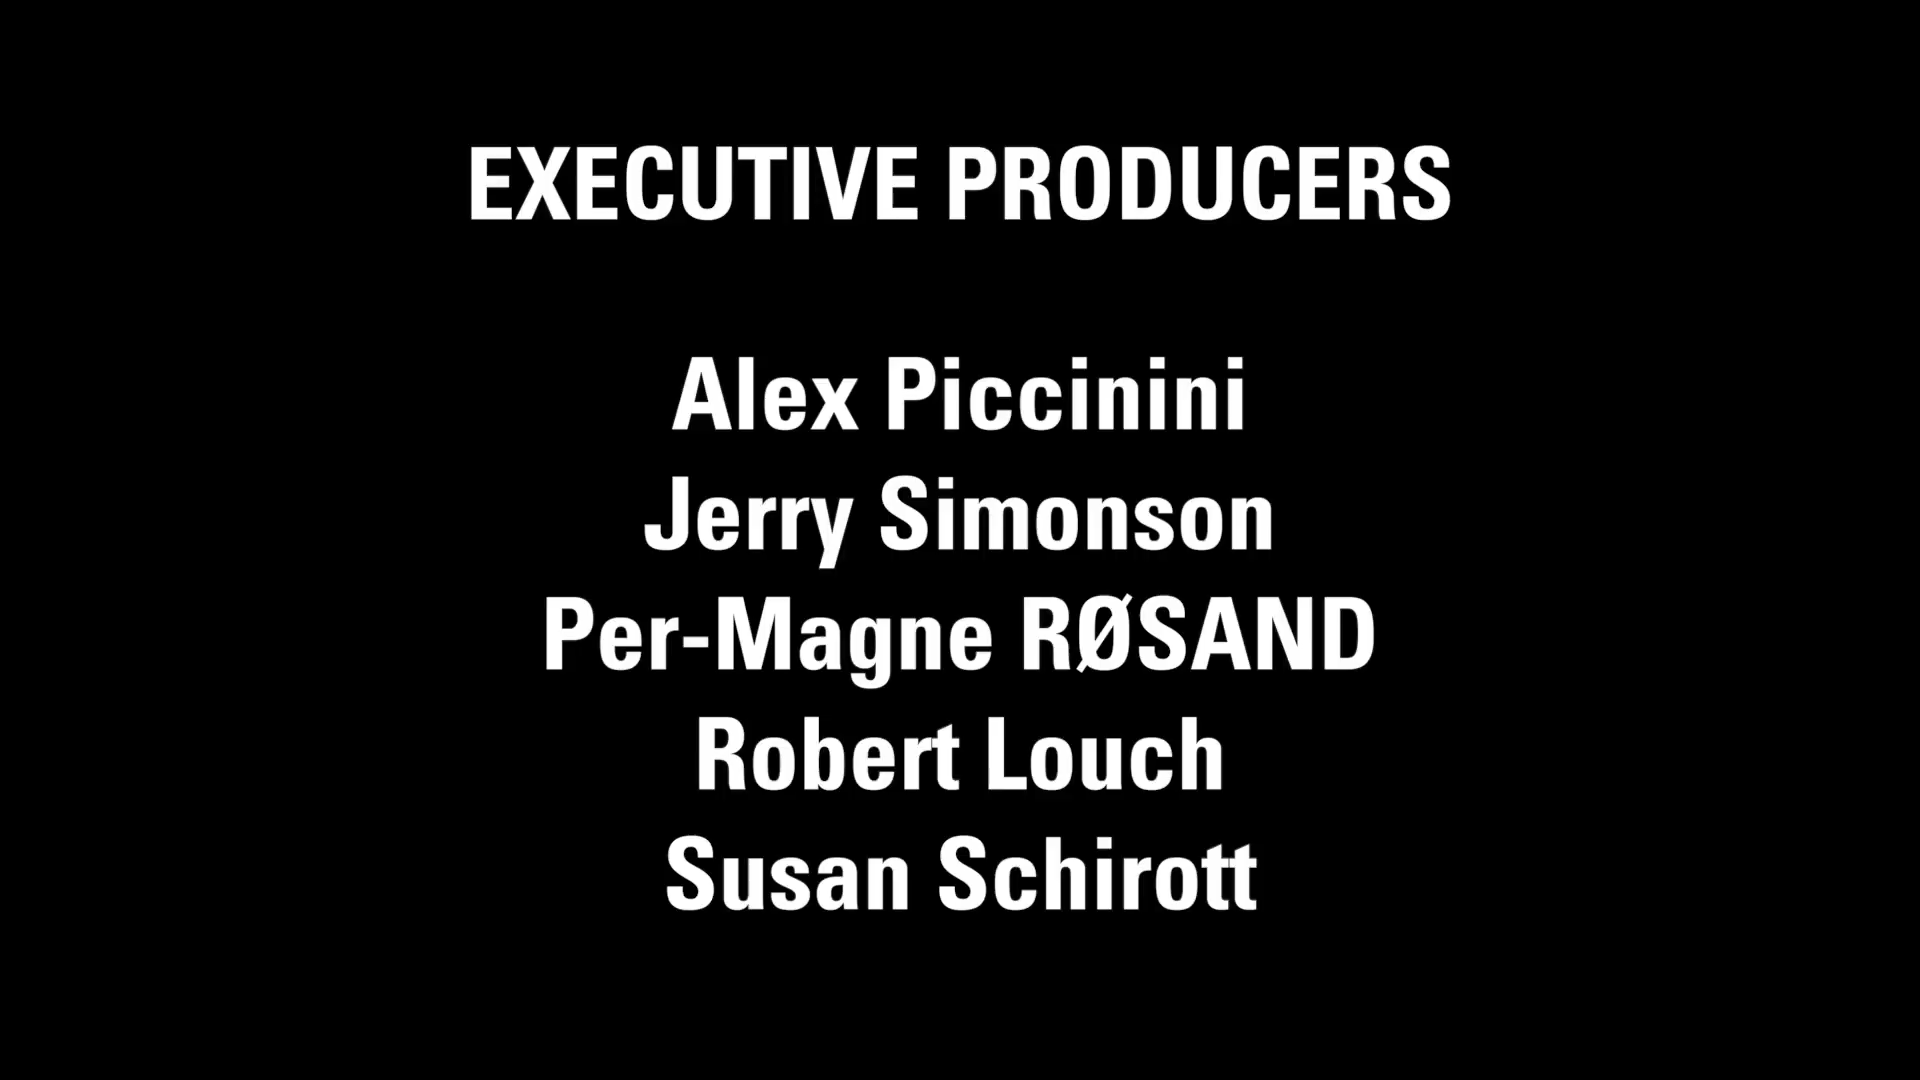 EXECUTIVE PRODUCERS
Alex Piccinini
Jerry Simonson
Per-Magne RØSAND
Robert Louch
Susan Schirott